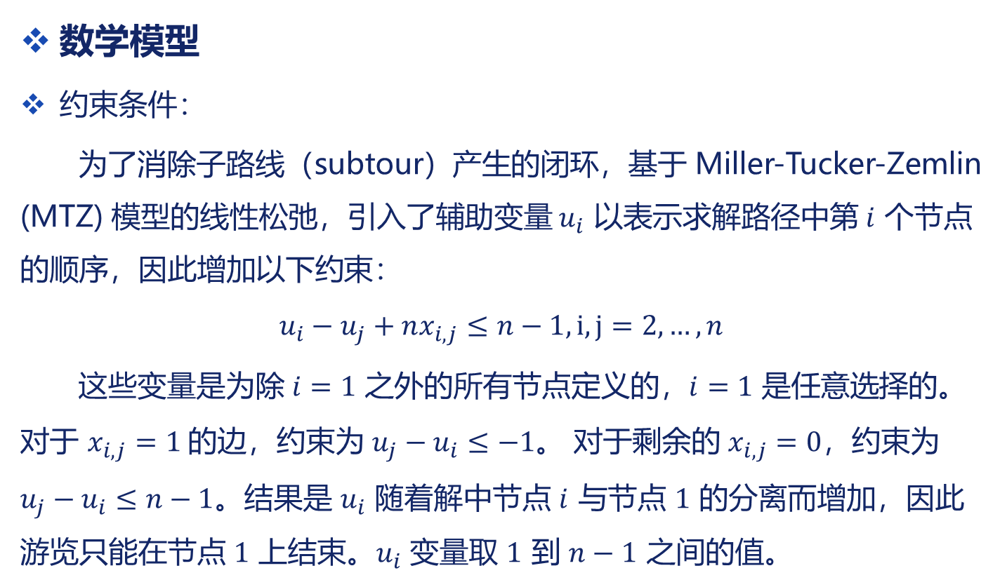 ❖ 数学模型
❖ 约束条件：
为了消除子路线（subtour）产生的闭环，基于 Miller-Tucker-Zemlin
(MTZ) 模型的线性松弛，引入了辅助变量 $u_i$ 以表示求解路径中第 $i$ 个节点
的顺序，因此增加以下约束：
$u_i - u_j + nx_{i,j} \leq n - 1, \mathrm{i}, \mathrm{j} = 2, \ldots, n$
这些变量是为除 $i = 1$ 之外的所有节点定义的，$i = 1$ 是任意选择的。
对于 $x_{i,j} = 1$ 的边，约束为 $u_j - u_i \leq -1$。 对于剩余的 $x_{i,j} = 0$，约束为
$u_j - u_i \leq n - 1$。结果是 $u_i$ 随着解中节点 $i$ 与节点 1 的分离而增加，因此
游览只能在节点 1 上结束。$u_i$ 变量取 1 到 $n - 1$ 之间的值。